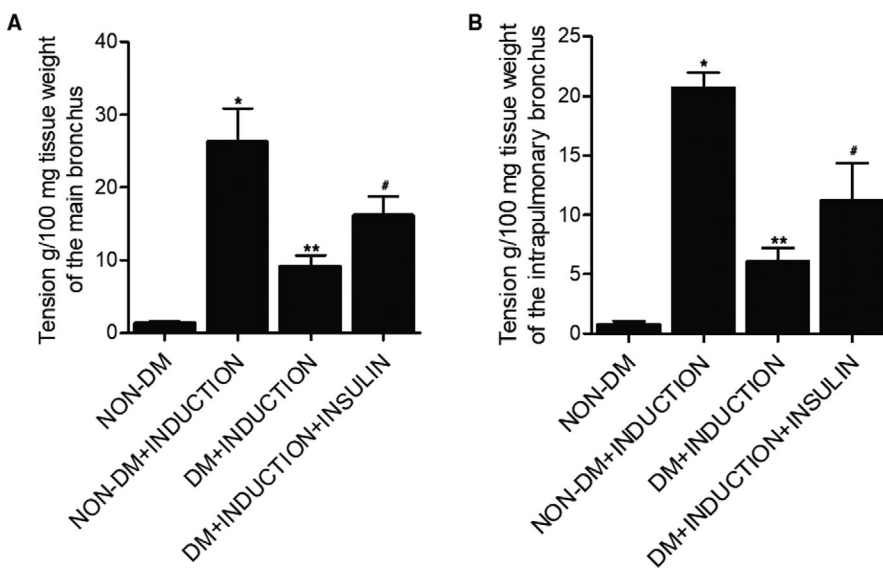 A
Tension g/100 mg tissue weight
of the main bronchus
40
30
20
10
0
*
**
#
NON-DM
NON-DM+INDUCTION
DM+INDUCTION
DM+INDUCTION+INSULIN
B
Tension g/100 mg tissue weight
of the intrapulmonary bronchus
25
20
15
10
5
0
*
**
#
NON-DM
NON-DM+INDUCTION
DM+INDUCTION
DM+INDUCTION+INSULIN